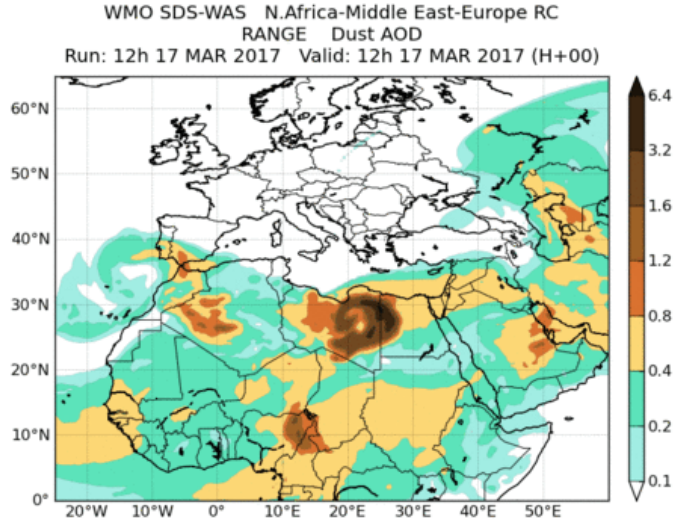 WMO SDS-WAS N.Africa-Middle East-Europe RC
RANGE Dust AOD
Run: 12h 17 MAR 2017 Valid: 12h 17 MAR 2017 (H+00)
60°N
50°N
40°N
30°N
20°N
10°N
0°
20°W
10°W
0°
10°E
20°E
30°E
40°E
50°E
6.4
3.2
1.6
1.2
0.8
0.4
0.2
0.1